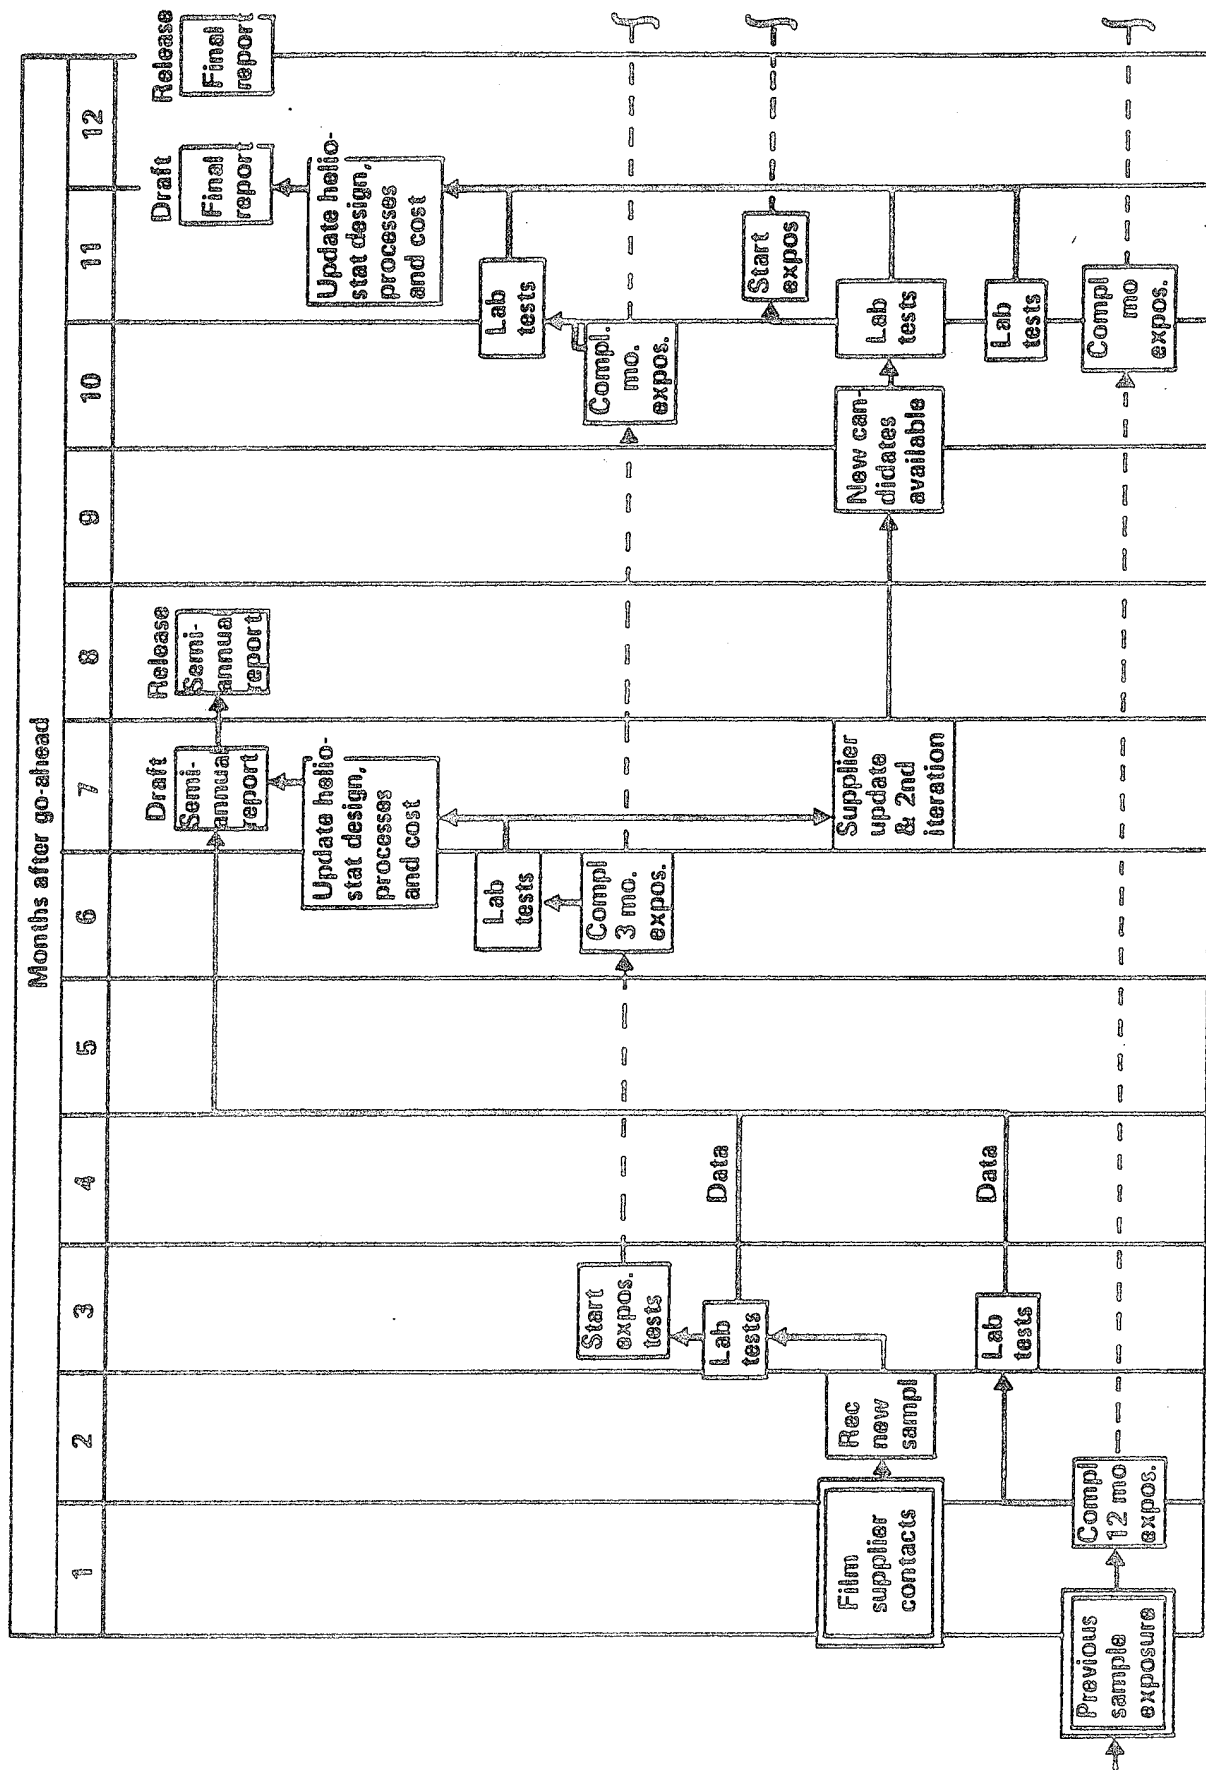 Months after go-ahead
1
2
3
4
5
6
7
8
9
10
11
12
Draft
Semi-
annual
report
Release
Semi-
annual
report
Draft
Final
report
Release
Final
report
Update helio-
stat design,
processes
and cost
Update helio-
stat design,
processes
and cost
Lab
tests
Lab
tests
Start
expos.
tests
Compl
3 mo.
expos.
Compl.
mo.
expos.
Lab
tests
Data
Start
expos
Film
supplier
contacts
Rec
new
sampl
Supplier
update
& 2nd
iteration
New can-
didates
available
Lab
tests
Lab
tests
Data
Lab
tests
Previous
sample
exposure
Compl
12 mo
expos.
Compl
mo
expos.